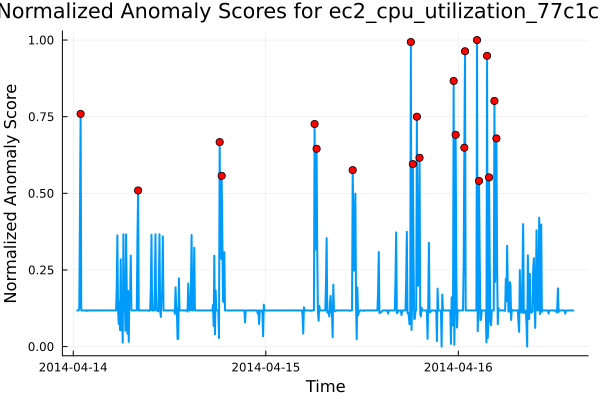 Normalized Anomaly Scores for ec2_cpu_utilization_77c1c
Normalized Anomaly Score
1.00
0.75
0.50
0.25
0.00
2014-04-14
2014-04-15
2014-04-16
Time